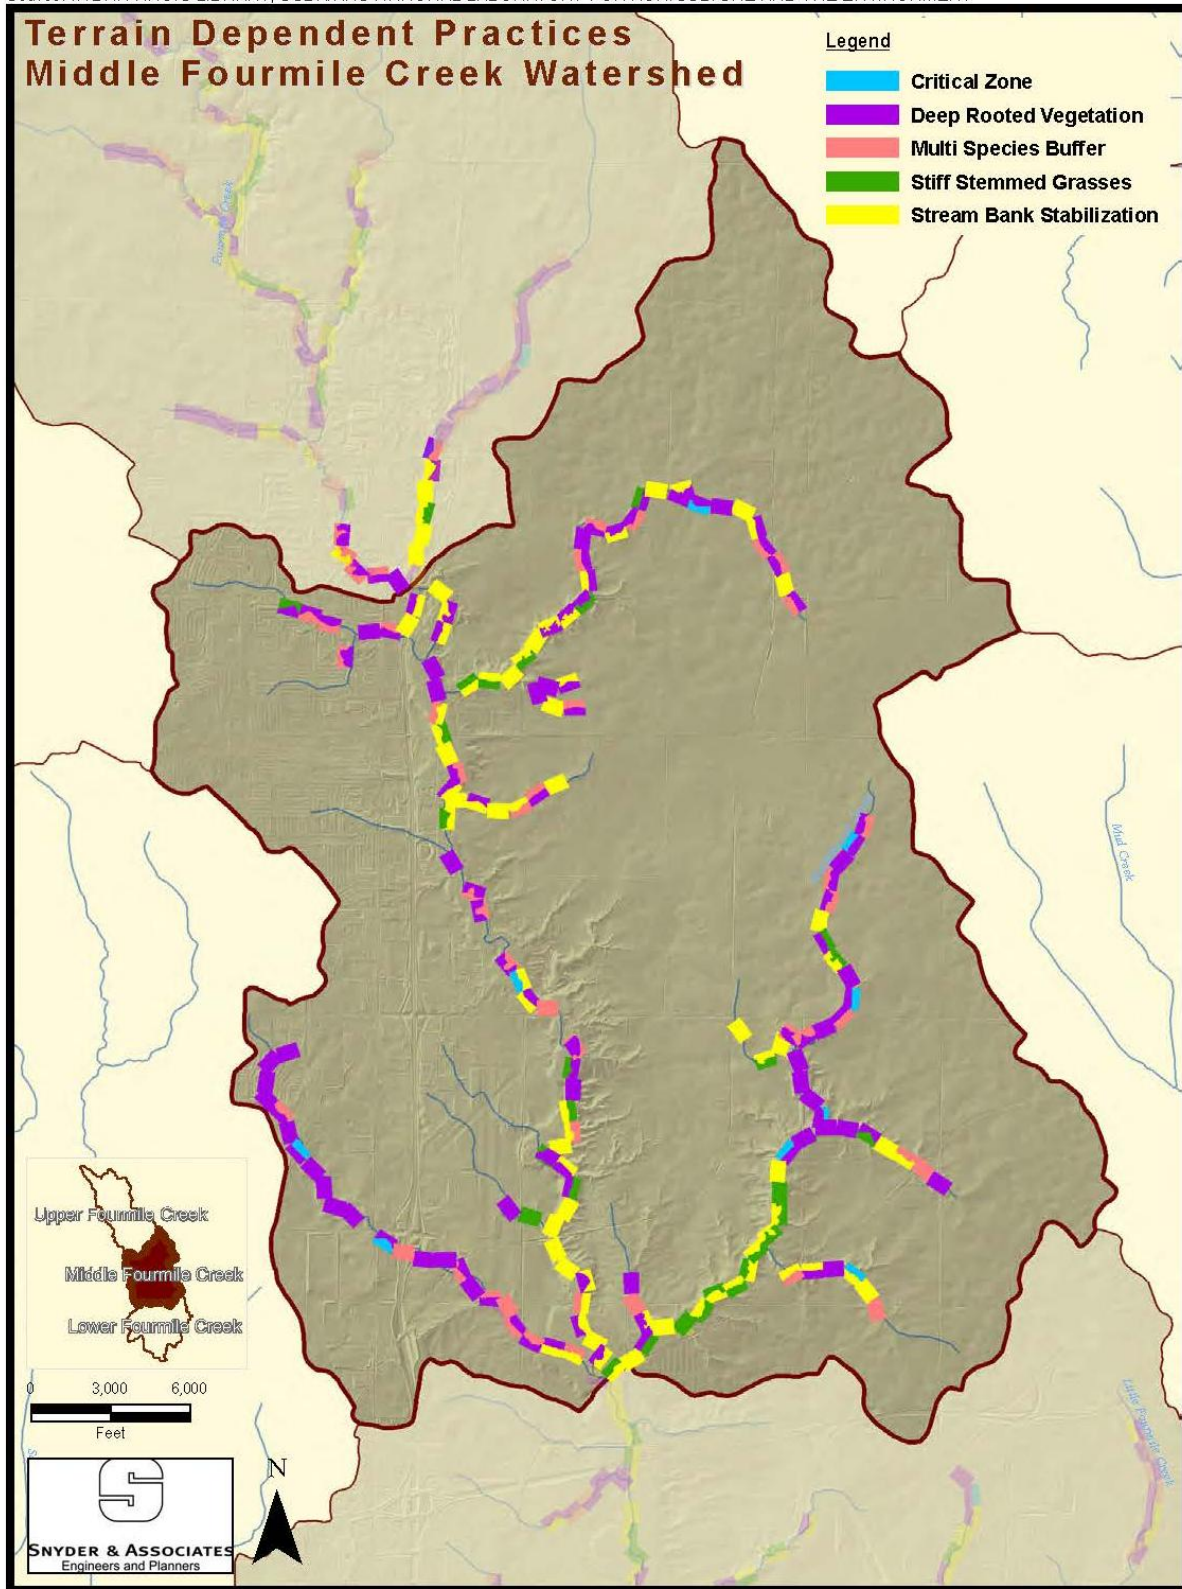 Terrain Dependent Practices
Middle Fourmile Creek Watershed
Legend
Critical Zone
Deep Rooted Vegetation
Multi Species Buffer
Stiff Stemmed Grasses
Stream Bank Stabilization
Fourmile Creek
Mud Creek
Upper Fourmile Creek
Middle Fourmile Creek
Lower Fourmile Creek
0 3,000 6,000
Feet
Little Fourmile Creek
N
S
SNYDER & ASSOCIATES
Engineers and Planners